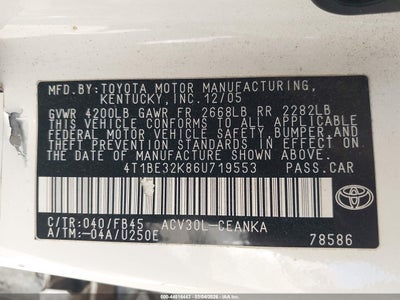 MFD.BY:TOYOTA MOTOR MANUFACTURING,
KENTUCKY,INC.12/05
GVWR 4200LB GAWR FR 2668LB RR 2282LB
THIS VEHICLE CONFORMS TO ALL APPLICABLE
FEDERAL MOTOR VEHICLE SAFETY,BUMPER,AND
THEFT PREVENTION STANDARDS IN EFFECT ON
THE DATE OF MANUFACTURE SHOWN ABOVE.
4T1BE32K86U719553 PASS.CAR
C/TR:040/FB45 ACV30L-CEANKA
A/TM:-04A/U250E
TOYOTA
78586